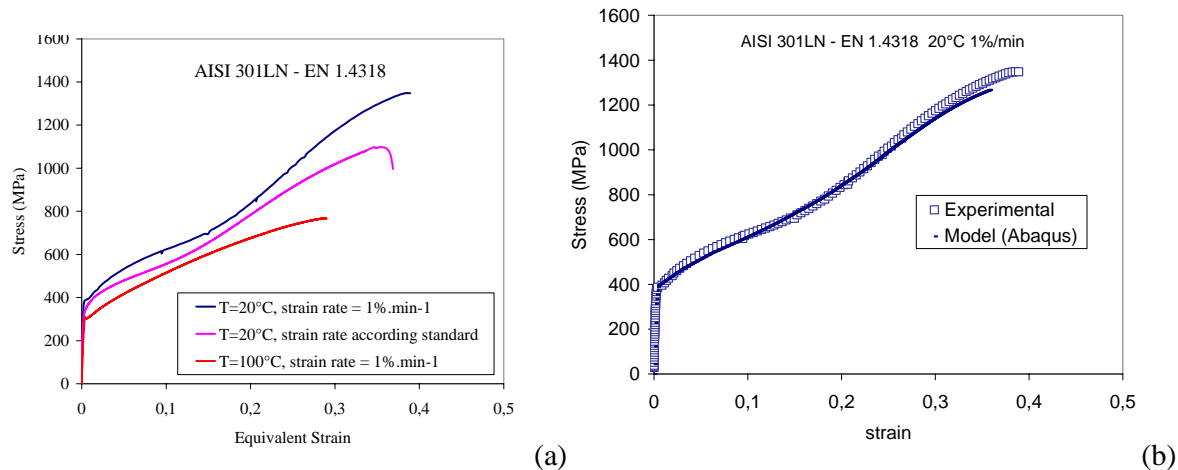 1600
1400
1200
1000
800
600
400
200
0
Stress (MPa)
AISI 301LN - EN 1.4318
T=20°C, strain rate = 1%.min-1
T=20°C, strain rate according standard
T=100°C, strain rate = 1%.min-1
0 0,1 0,2 0,3 0,4 0,5
Equivalent Strain
(a)
1600
1400
1200
1000
800
600
400
200
0
Stress (MPa)
AISI 301LN - EN 1.4318 20°C 1%/min
Experimental
Model (Abaqus)
0 0,1 0,2 0,3 0,4 0,5
strain
(b)